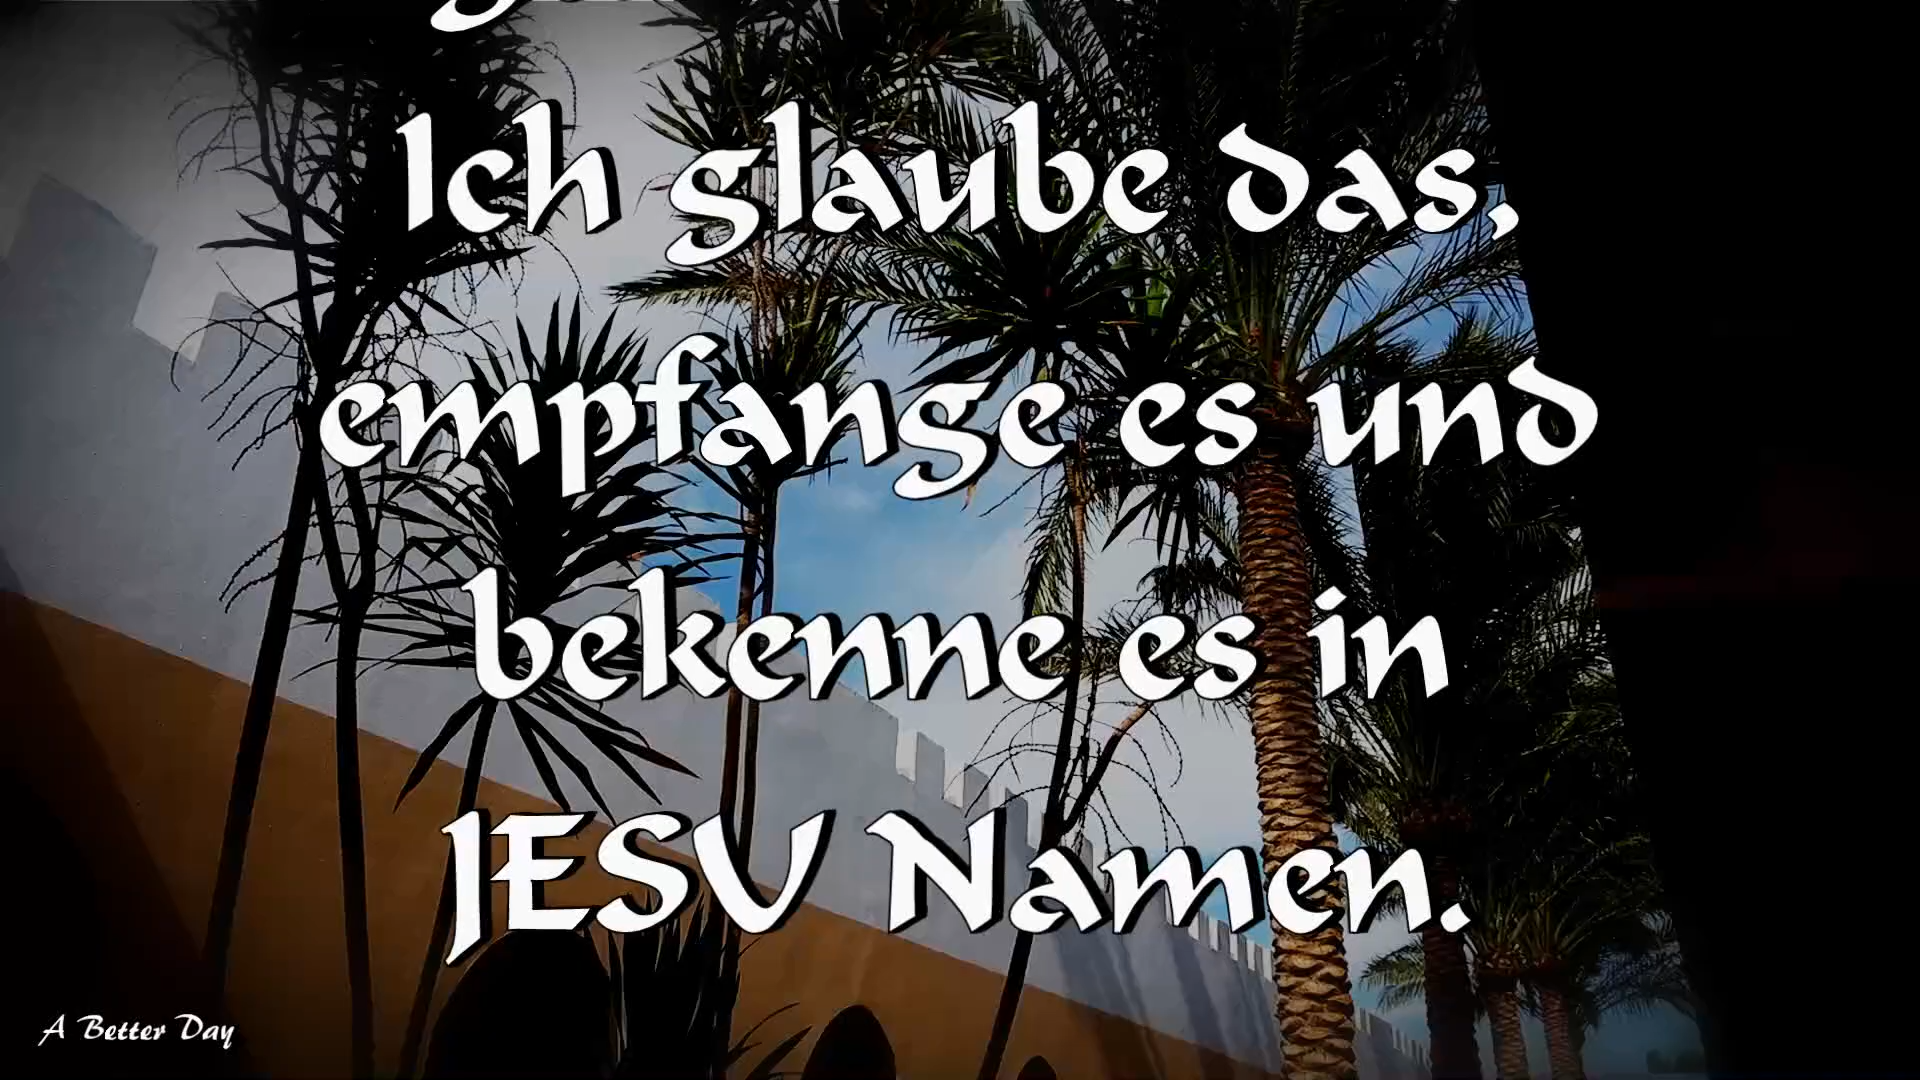 Ich glaube das,
empfange es und
bekenne es in
JESU Namen.
A Better Day